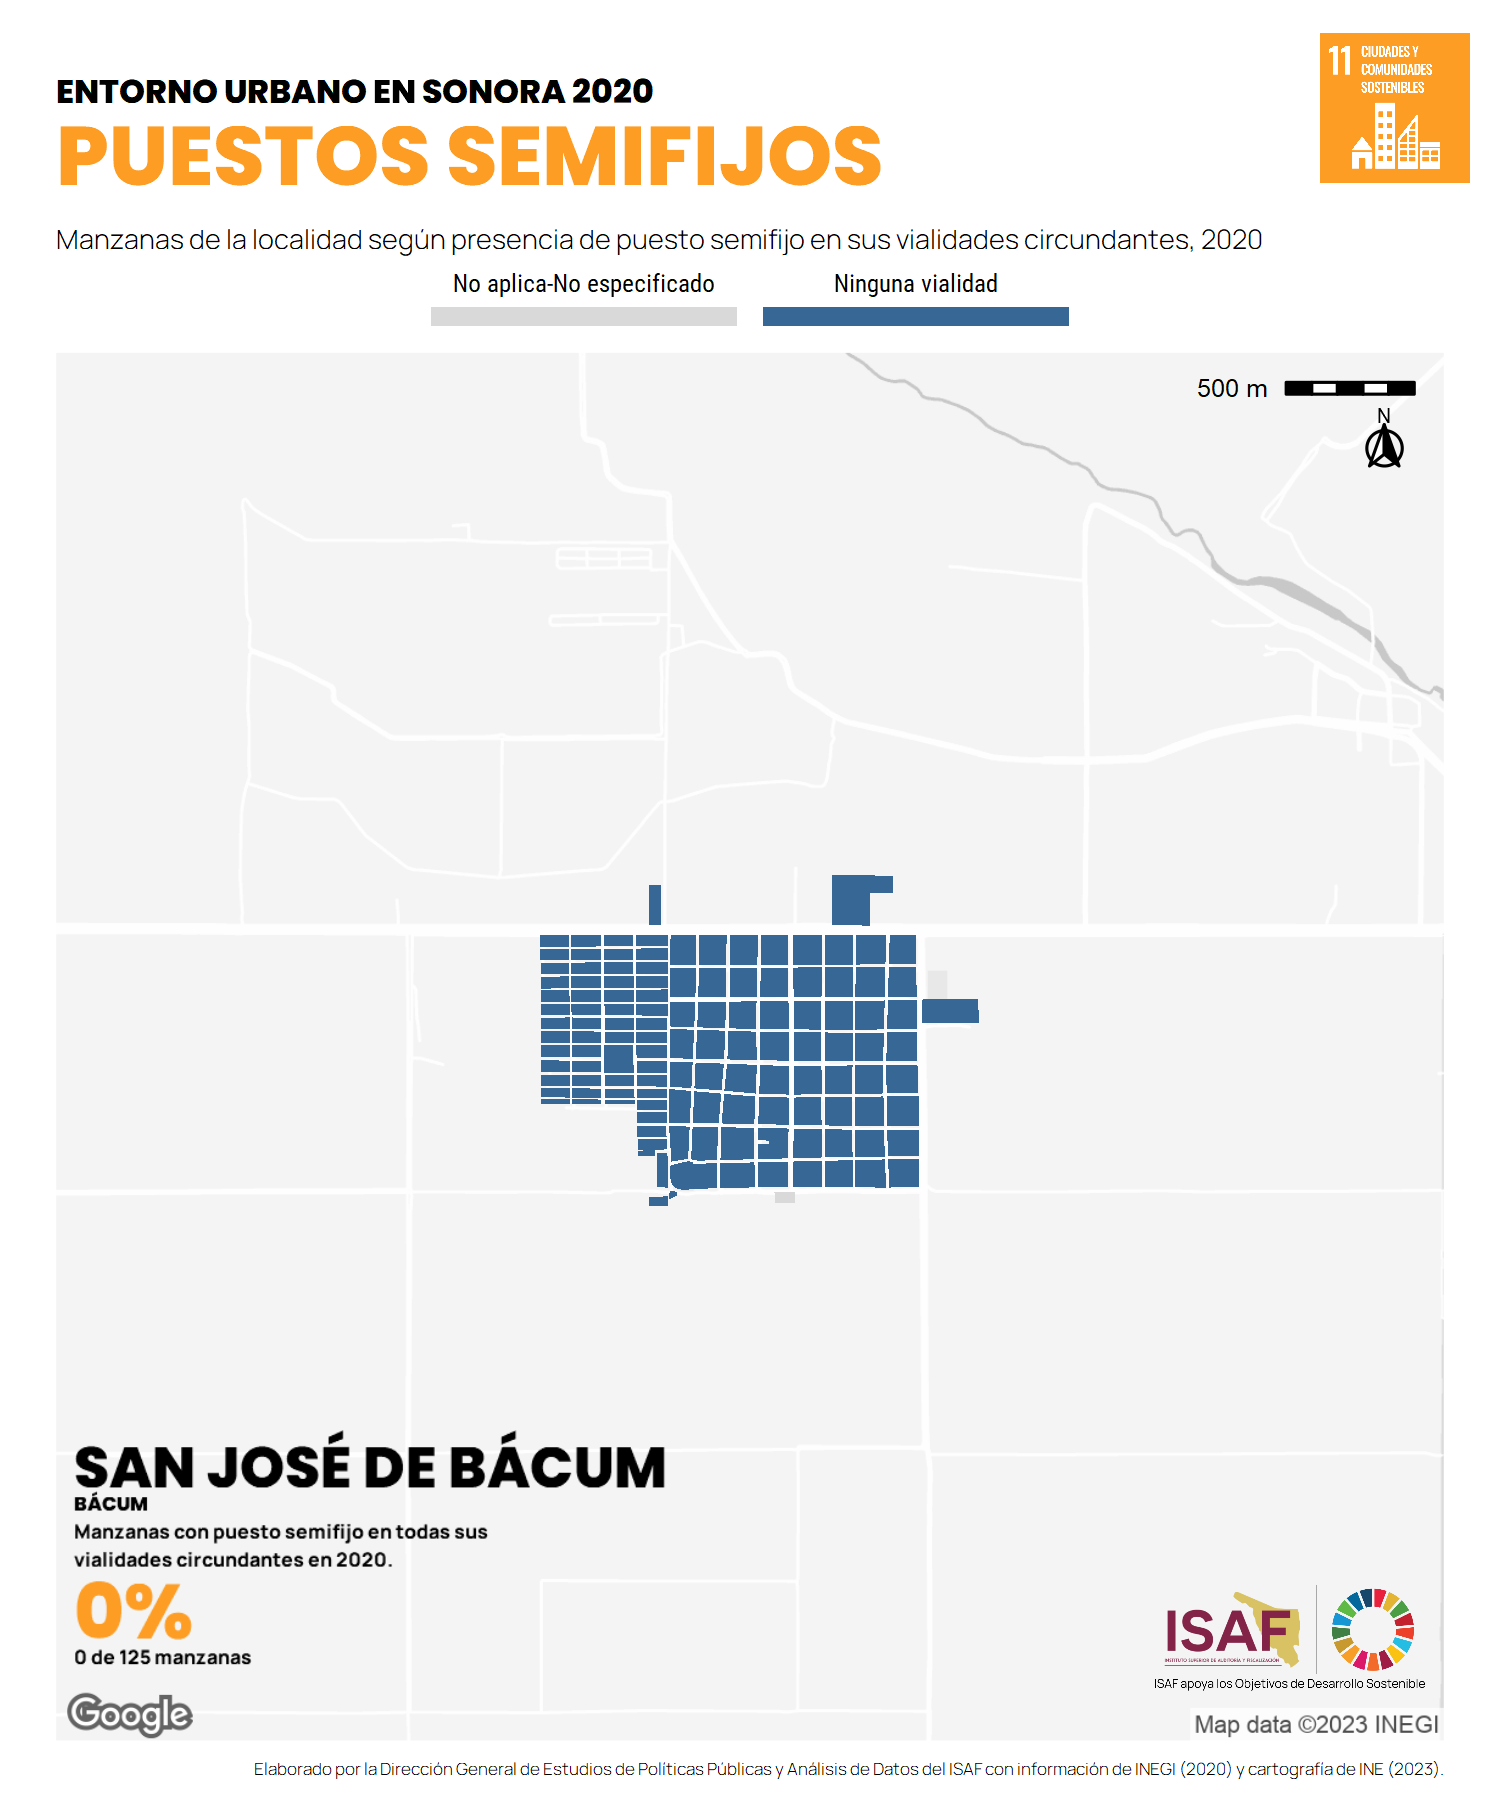 11 CIUDADES Y
COMUNIDADES
SOSTENIBLES
ENTORNO URBANO EN SONORA 2020
PUESTOS SEMIFIJOS
Manzanas de la localidad según presencia de puesto semifijo en sus vialidades circundantes, 2020
No aplica-No especificado
Ninguna vialidad
500 m
N
SAN JOSÉ DE BÁCUM
BÁCUM
Manzanas con puesto semifijo en todas sus
vialidades circundantes en 2020.
0%
0 de 125 manzanas
ISAF
INSTITUTO SUPERIOR DE AUDITORÍA Y FISCALIZACIÓN
ISAF apoya los Objetivos de Desarrollo Sostenible
Google
Map data ©2023 INEGI
Elaborado por la Dirección General de Estudios de Políticas Públicas y Análisis de Datos del ISAF con información de INEGI (2020) y cartografía de INE (2023).